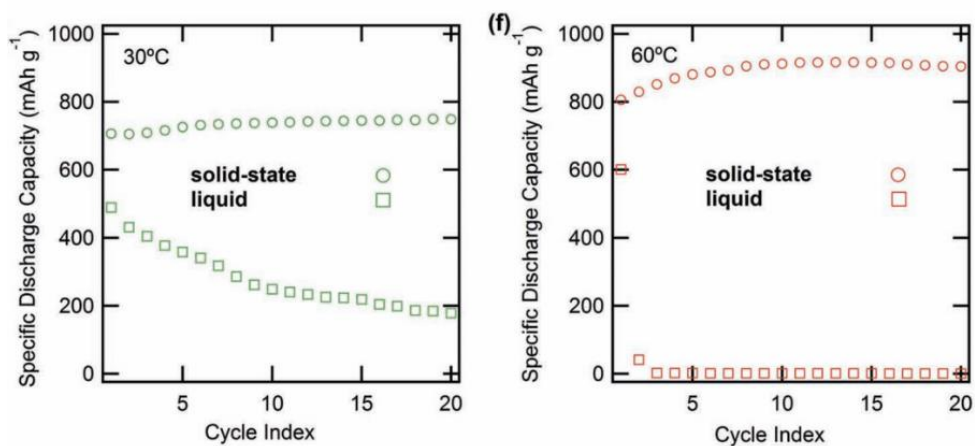 Specific Discharge Capacity (mAh g⁻¹)
1000
800
600
400
200
0
30ºC
solid-state
liquid
5
10
15
20
Cycle Index
(f)
Specific Discharge Capacity (mAh g⁻¹)
1000
800
600
400
200
0
60ºC
solid-state
liquid
5
10
15
20
Cycle Index